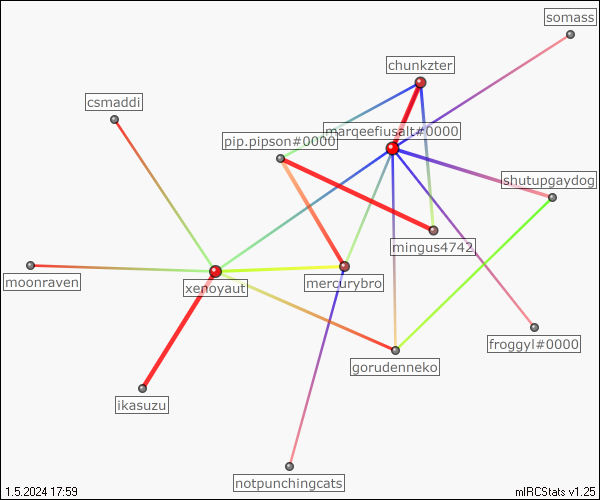 somass
chunkzter
csmaddi
marqeefiusalt#0000
pip.pipson#0000
shutupgaydog
mingus4742
moonraven
xenoyaut
mercurybro
froggyl#0000
gorudenneko
ikasuzu
notpunchingcats
1.5.2024 17:59
mIRCStats v1.25